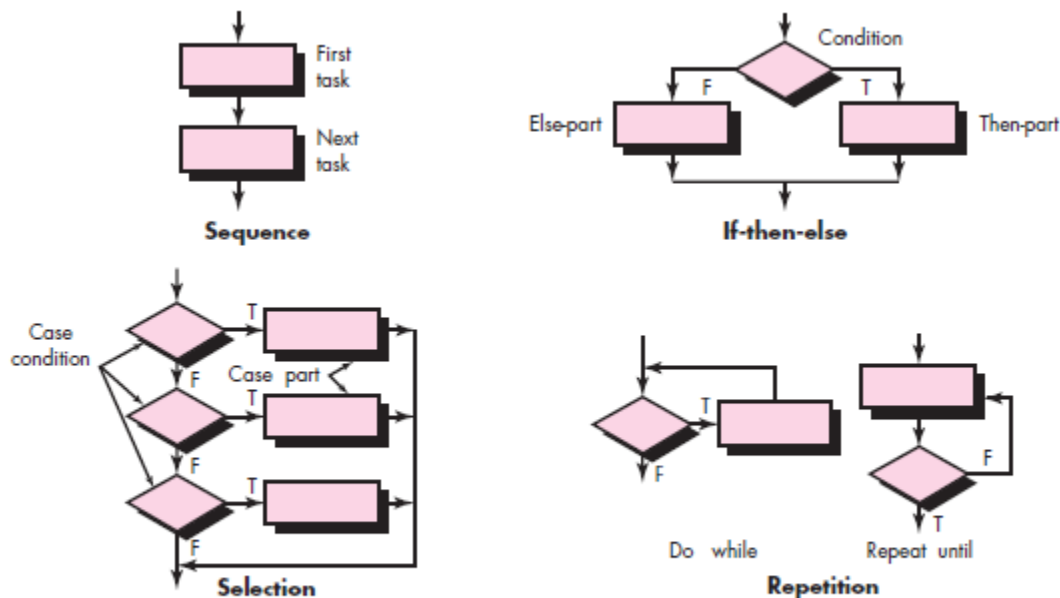 First
task
Next
task
Sequence
Condition
F
T
Else-part
Then-part
If-then-else
Case
condition
T
F
Case part
T
F
T
F
Selection
T
F
F
T
Do while
Repeat until
Repetition